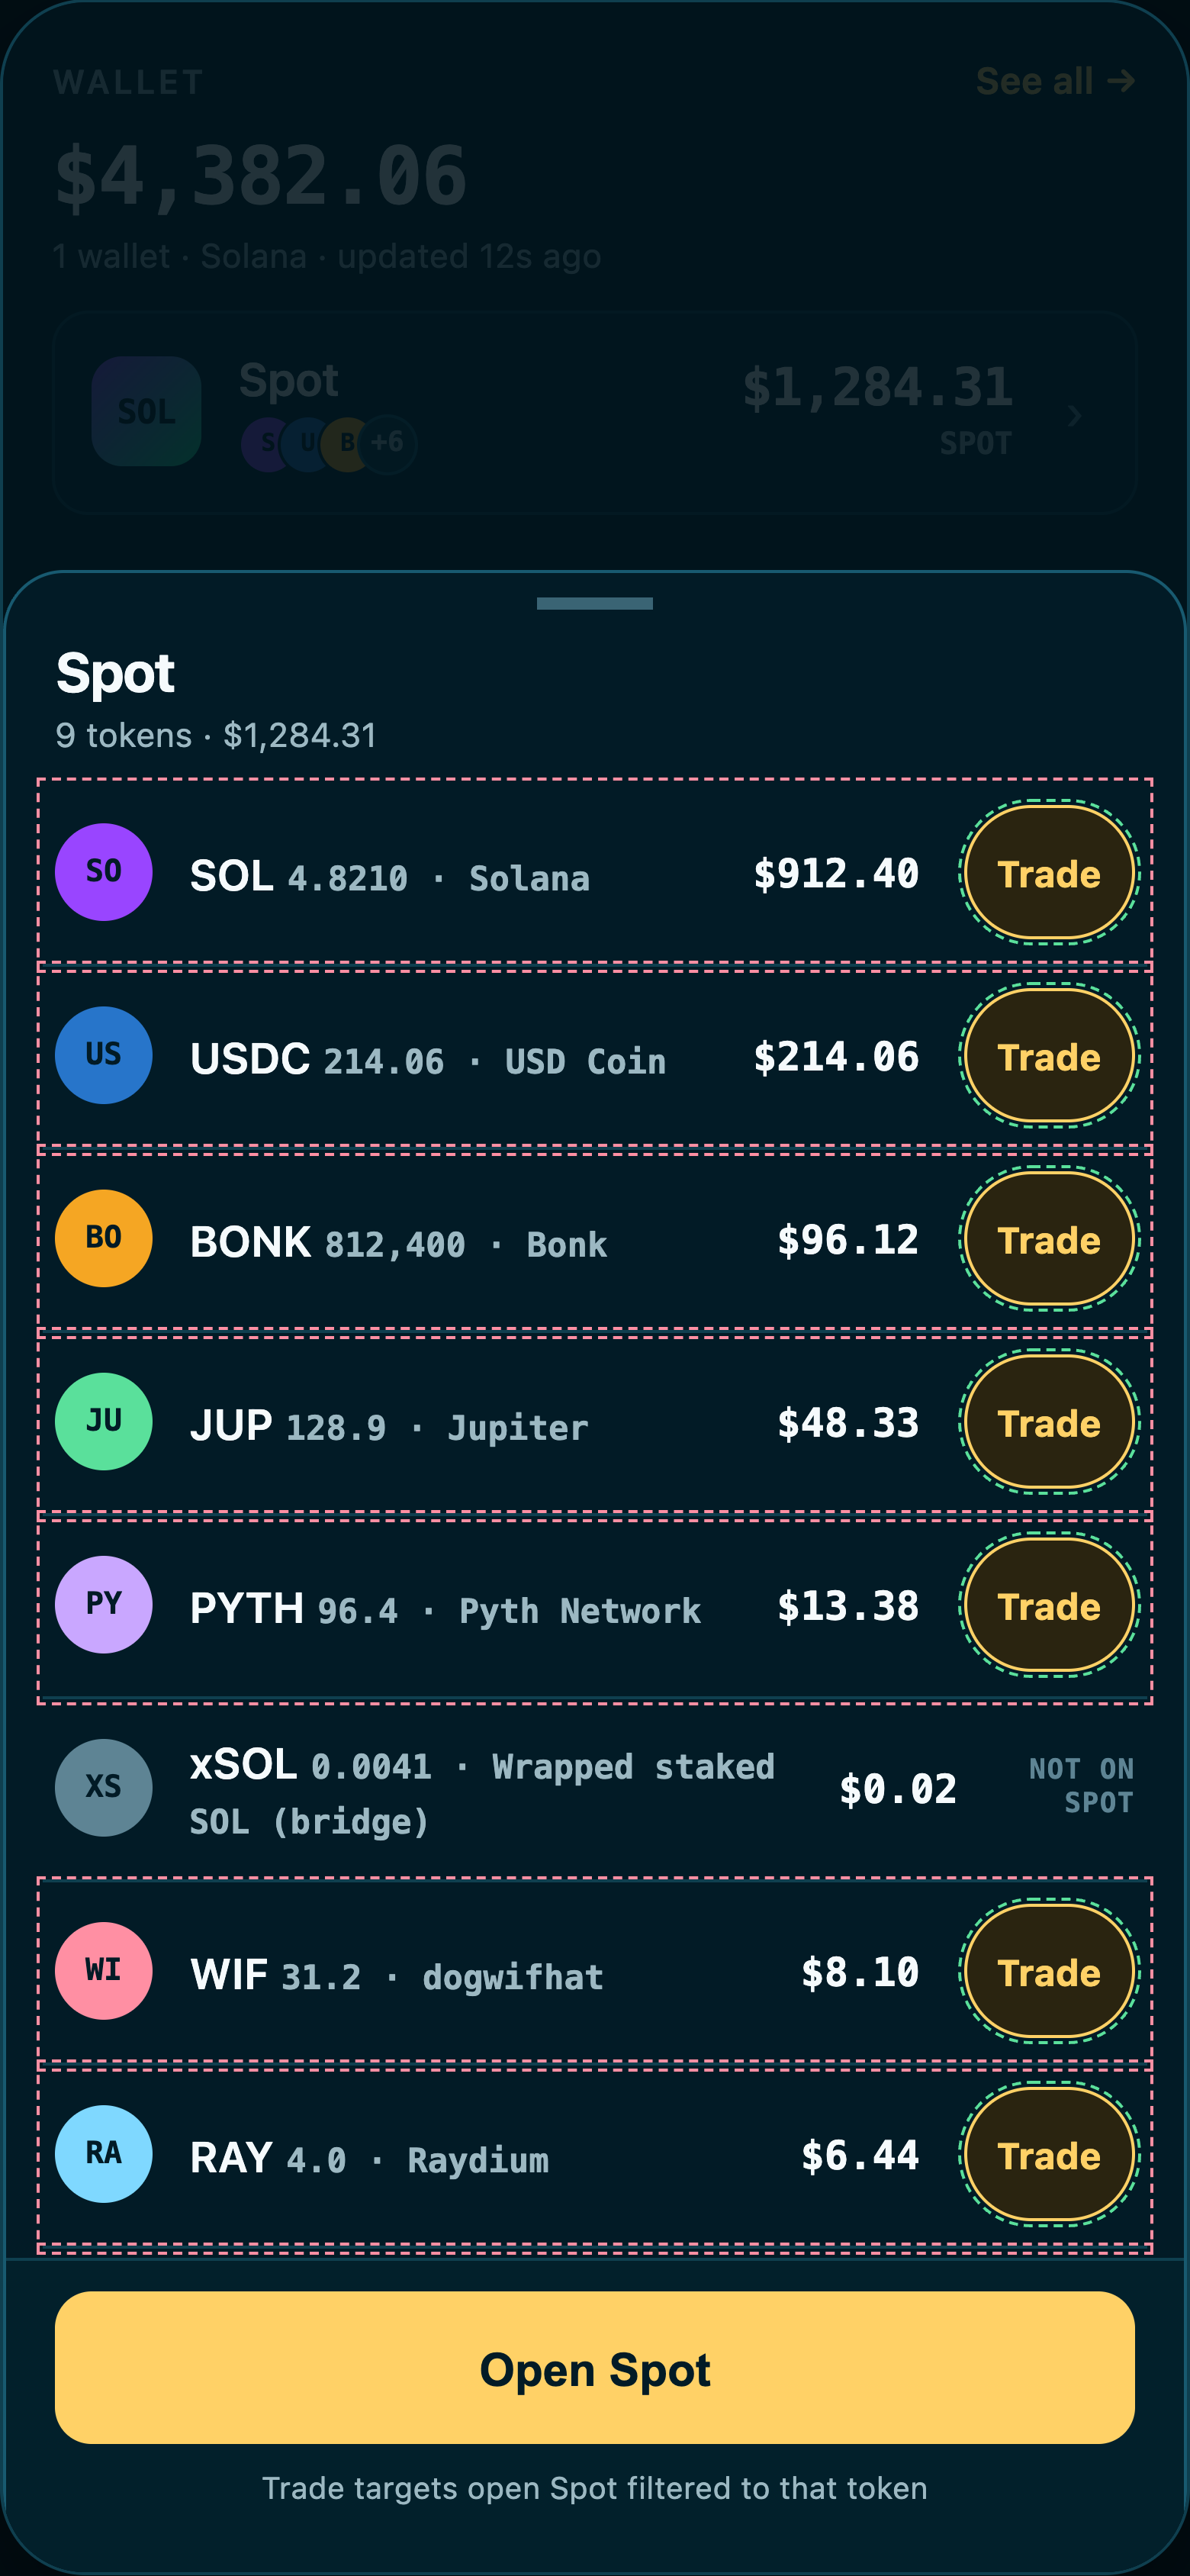 WALLET See all →
$4,382.06
1 wallet · Solana · updated 12s ago
SOL Spot $1,284.31 ›
S U B +6 SPOT
Spot
9 tokens · $1,284.31
SO SOL 4.8210 · Solana $912.40 Trade
US USDC 214.06 · USD Coin $214.06 Trade
BO BONK 812,400 · Bonk $96.12 Trade
JU JUP 128.9 · Jupiter $48.33 Trade
PY PYTH 96.4 · Pyth Network $13.38 Trade
XS xSOL 0.0041 · Wrapped staked $0.02 NOT ON
SOL (bridge) SPOT
WI WIF 31.2 · dogwifhat $8.10 Trade
RA RAY 4.0 · Raydium $6.44 Trade
Open Spot
Trade targets open Spot filtered to that token